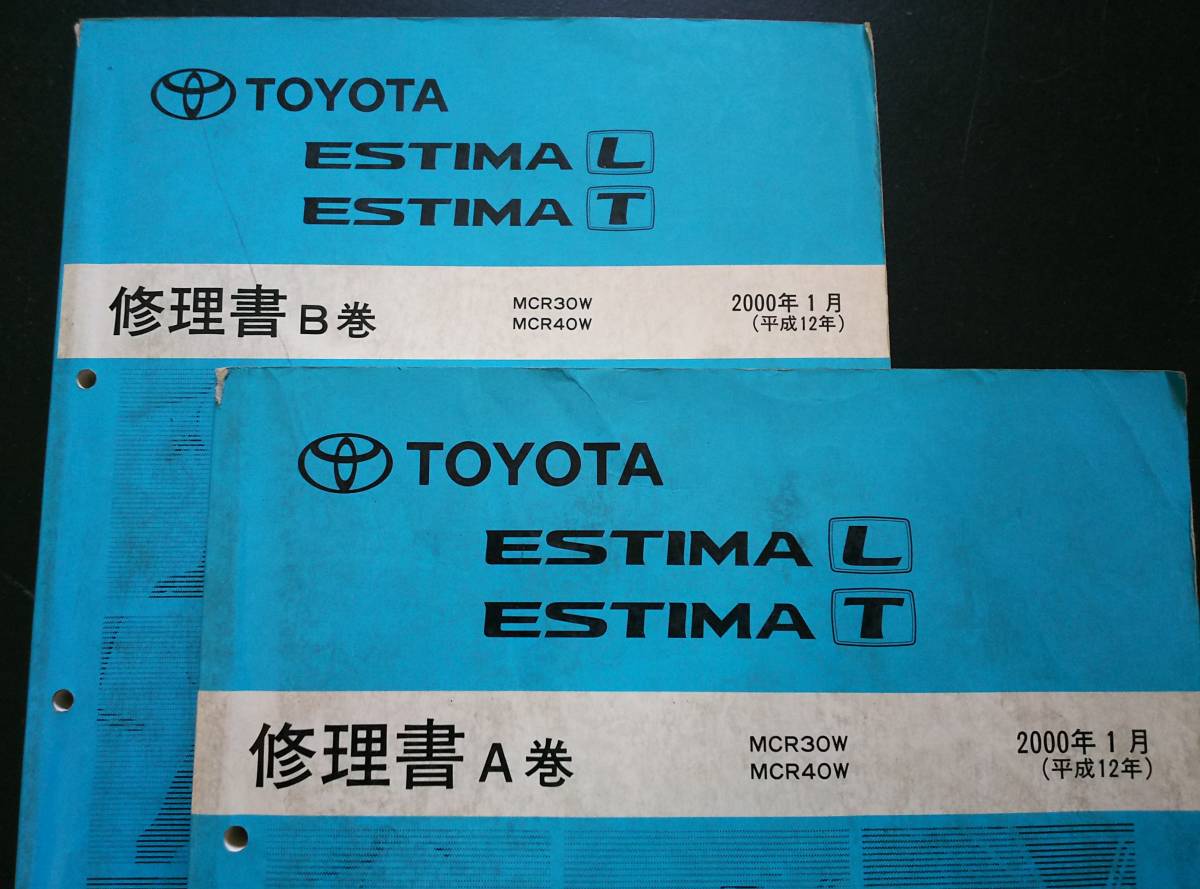 TOYOTA
ESTIMA L
ESTIMA T
修理書 B巻
MCR30W
MCR40W
2000年1月
(平成12年)
TOYOTA
ESTIMA L
ESTIMA T
修理書 A巻
MCR30W
MCR40W
2000年1月
(平成12年)